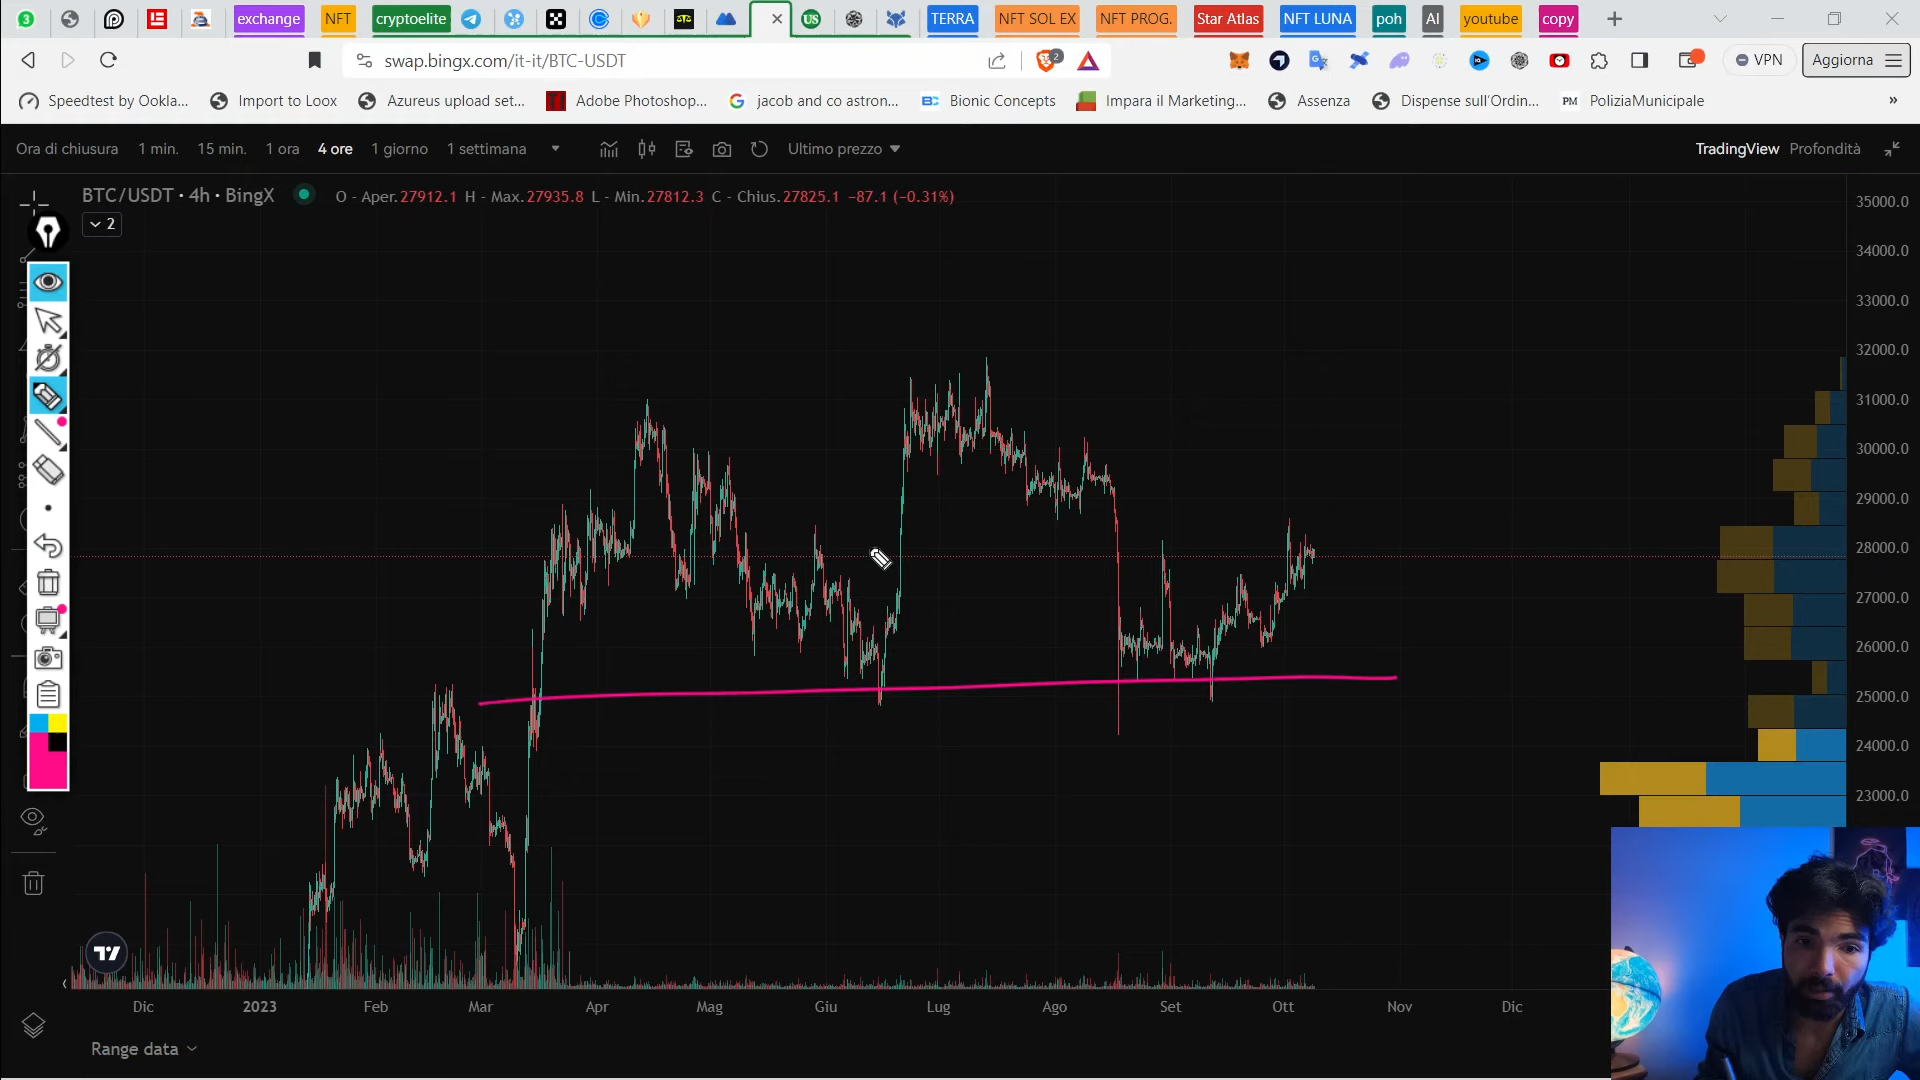 exchange NFT cryptoelite US TERRA NFT SOL EX NFT PROG. Star Atlas NFT LUNA poh AI youtube copy
swap.bingx.com/it-it/BTC-USDT 2 VPN Aggiorna
Speedtest by Ookla... Import to Loox Azureus upload set... Adobe Photoshop... jacob and co astron... Bionic Concepts Impara il Marketing... Assenza Dispense sull'Ordin... PM PoliziaMunicipale »
Ora di chiusura 1 min. 15 min. 1 ora 4 ore 1 giorno 1 settimana Ultimo prezzo TradingView Profondità
BTC/USDT · 4h · BingX O - Aper.27912.1 H - Max.27935.8 L - Min.27812.3 C - Chius.27825.1 −87.1 (−0.31%)
2
35000.0
34000.0
33000.0
32000.0
31000.0
30000.0
29000.0
28000.0
27000.0
26000.0
25000.0
24000.0
23000.0
Dic 2023 Feb Mar Apr Mag Giu Lug Ago Set Ott Nov Dic
Range data